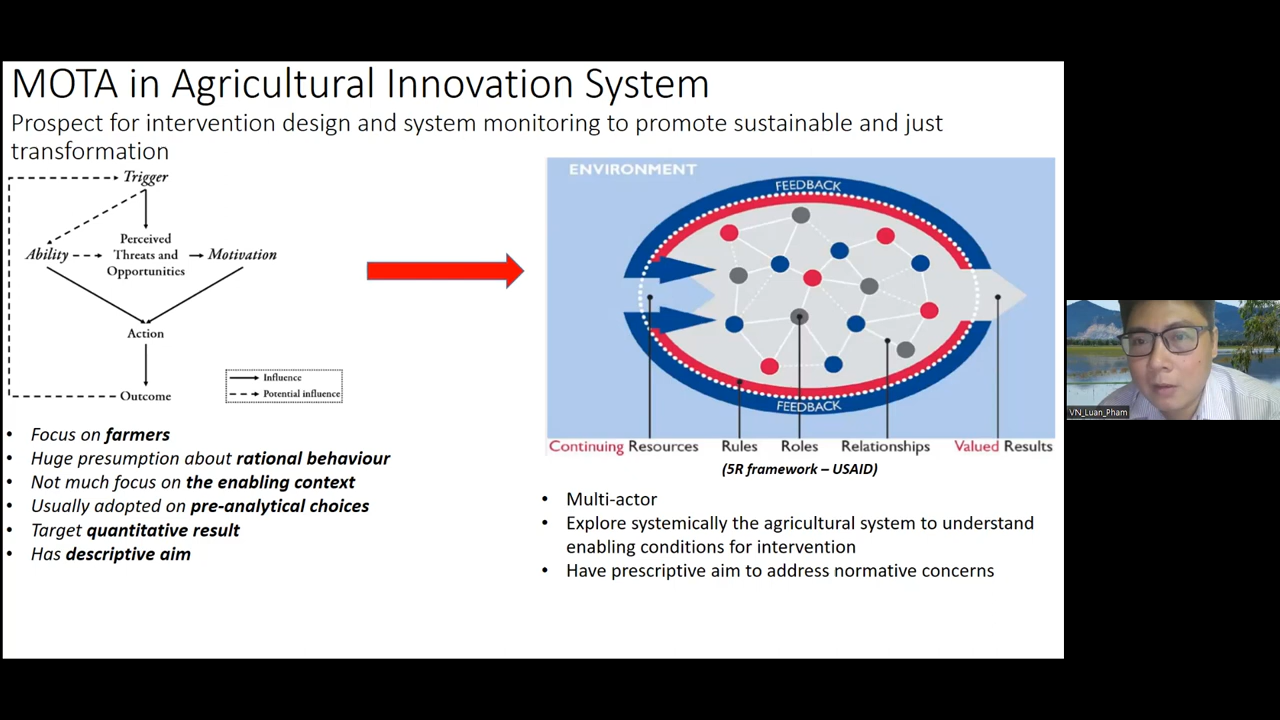 MOTA in Agricultural Innovation System
Prospect for intervention design and system monitoring to promote sustainable and just
transformation
Trigger
Ability
Perceived
Threats and
Opportunities
Motivation
Action
Outcome
Influence
Potential influence
• Focus on farmers
• Huge presumption about rational behaviour
• Not much focus on the enabling context
• Usually adopted on pre-analytical choices
• Target quantitative result
• Has descriptive aim
ENVIRONMENT
FEEDBACK
FEEDBACK
Continuing Resources Rules Roles Relationships Valued Results
(5R framework – USAID)
• Multi-actor
• Explore systemically the agricultural system to understand
enabling conditions for intervention
• Have prescriptive aim to address normative concerns
VN_Luan_Pham